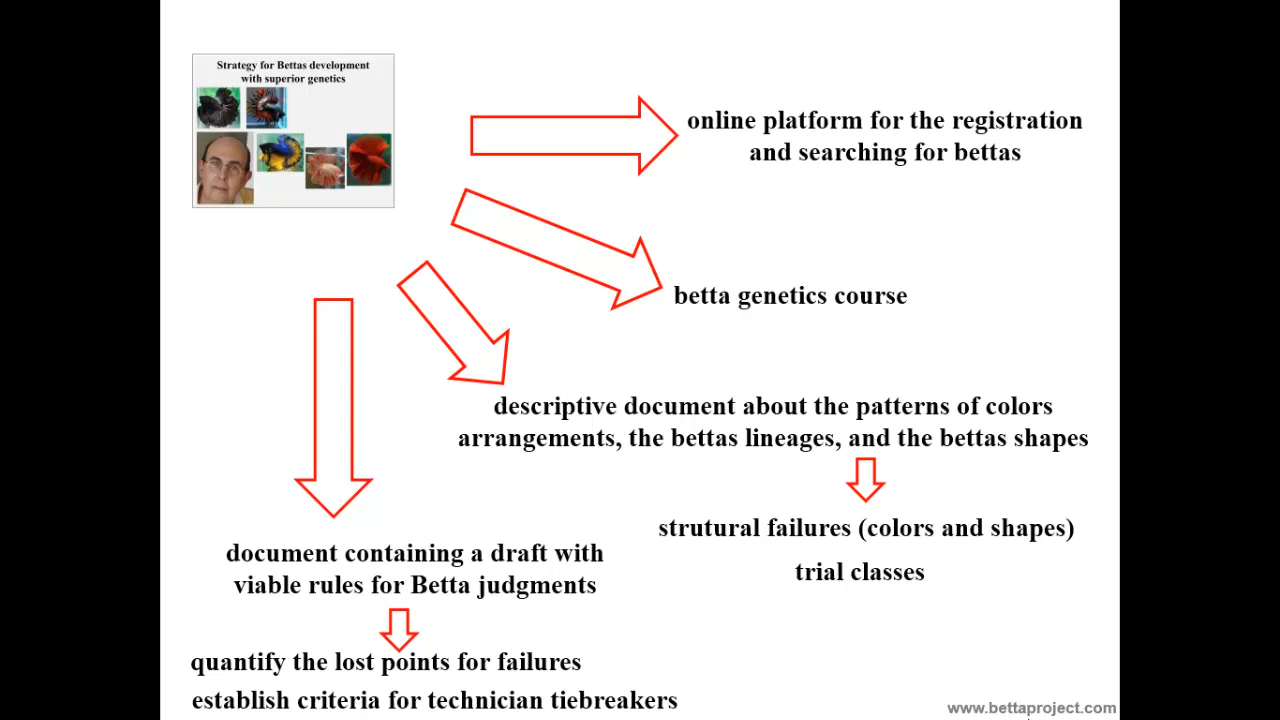 Strategy for Bettas development
with superior genetics
online platform for the registration
and searching for bettas
betta genetics course
descriptive document about the patterns of colors
arrangements, the bettas lineages, and the bettas shapes
strutural failures (colors and shapes)
trial classes
document containing a draft with
viable rules for Betta judgments
quantify the lost points for failures
establish criteria for technician tiebreakers
www.bettaproject.com